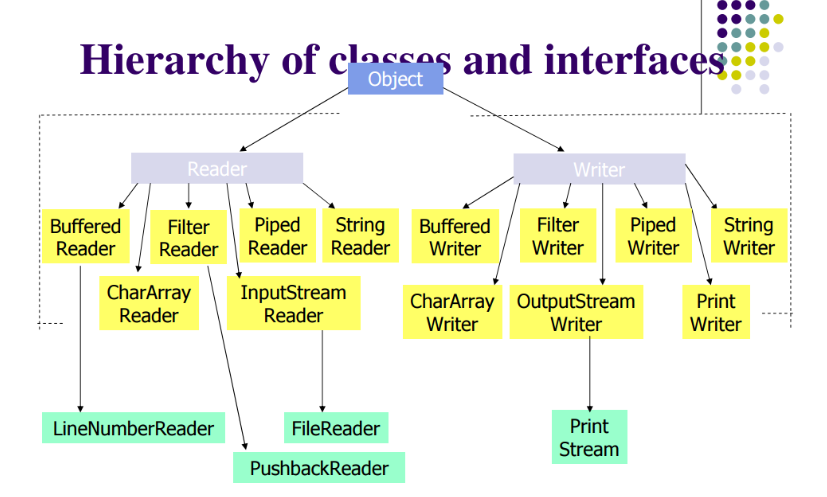 Hierarchy of classes and interfaces
Object
Reader
Writer
Buffered
Reader
Filter
Reader
Piped
Reader
String
Reader
Buffered
Writer
Filter
Writer
Piped
Writer
String
Writer
CharArray
Reader
InputStream
Reader
CharArray
Writer
OutputStream
Writer
Print
Writer
LineNumberReader
FileReader
Print
Stream
PushbackReader